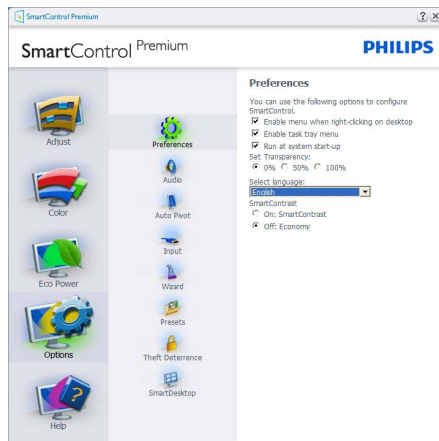 SmartControl Premium
SmartControl Premium
PHILIPS
Adjust
Color
Eco Power
Options
Help
Preferences
Audio
Auto Pivot
Input
Wizard
Presets
Theft Deterrence
SmartDesktop
Preferences
You can use the following options to configure
SmartControl.
Enable menu when right-clicking on desktop
Enable task tray menu
Run at system start-up
Set Transparency:
0% 50% 100%
Select language:
English
SmartContrast
On: SmartContrast
Off: Economy